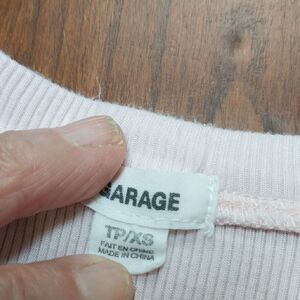 GARAGE
TP/XS
FAIT EN CHINE
MADE IN CHINA